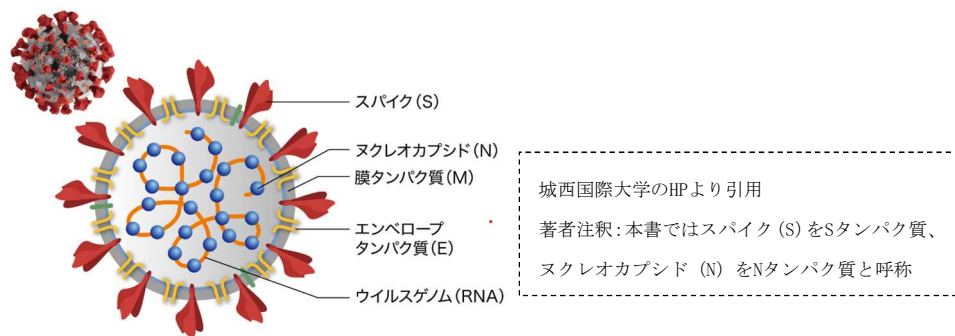 スパイク(S)
ヌクレオカプシド(N)
膜タンパク質(M)
エンベロープ
タンパク質(E)
ウイルスゲノム(RNA)
城西国際大学のHPより引用
著者注釈:本書ではスパイク(S)をSタンパク質、
ヌクレオカプシド (N) をNタンパク質と呼称